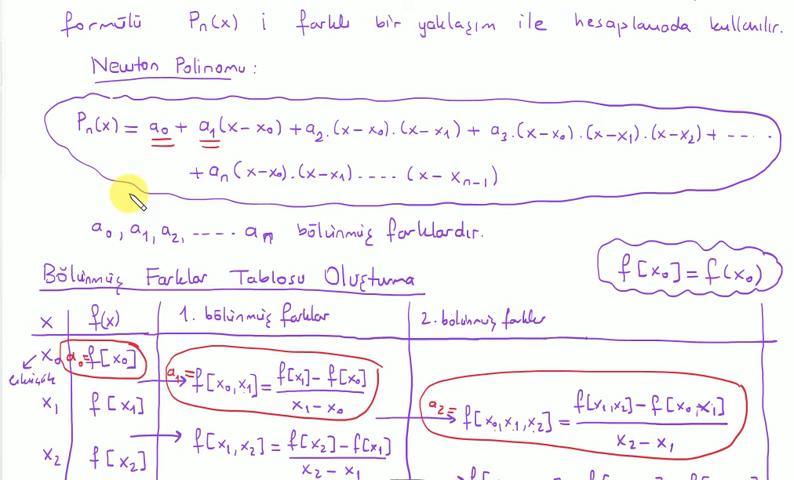 formülü Pn(x) i farklı bir yaklaşım ile hesaplamada kullanılır.
Newton Polinomu:
Pn(x) = a0 + a1(x-x0) + a2.(x-x0).(x-x1) + a3.(x-x0).(x-x1).(x-x2) + -----
+ an(x-x0).(x-x1).---- (x-xn-1)
a0, a1, a2, ---- an bölünmüş farklardır.
f[x0] = f(x0)
Bölünmüş Farklar Tablosu Oluşturma
x f(x) 1. bölünmüş farklar 2. bölünmüş farklar
x0 a0= f[x0]
a1= f[x0,x1] = f[x1] - f[x0] / x1 - x0
x1 f[x1]
a2= f[x0,x1,x2] = f[x1,x2] - f[x0,x1] / x2 - x1
x2 f[x2] f[x1,x2] = f[x2] - f[x1] / x2 - x1